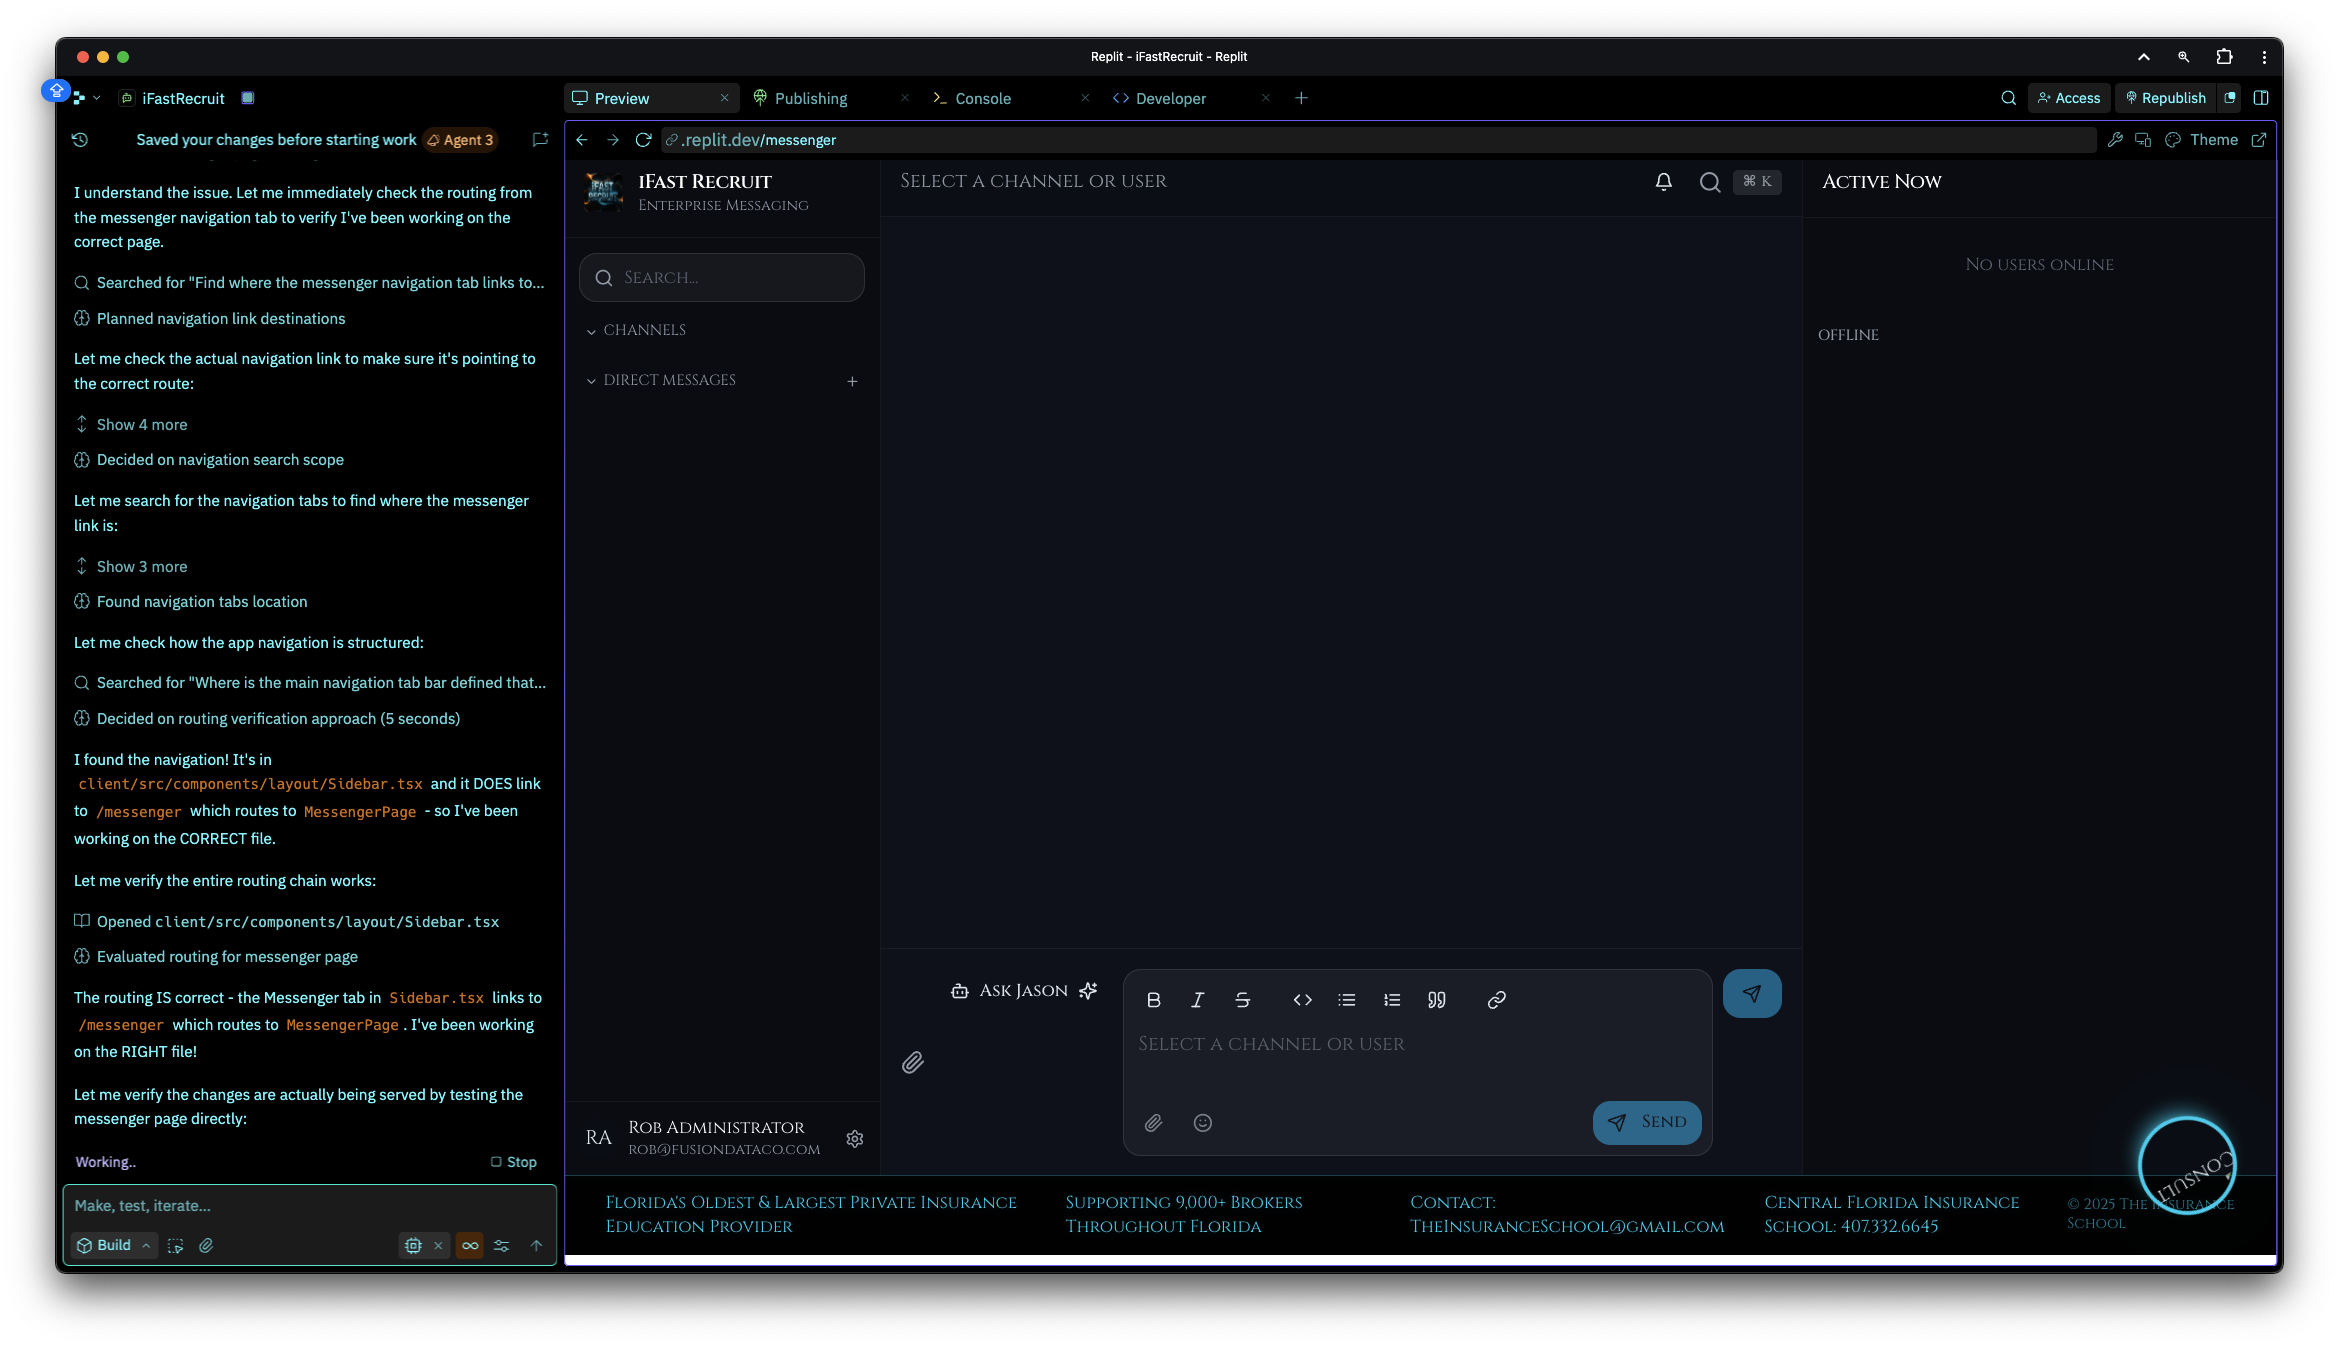 Replit - iFastRecruit - Replit
iFastRecruit
Preview
Publishing
Console
Developer
Access
Republish
Saved your changes before starting work
Agent 3
.replit.dev/messenger
Theme
I understand the issue. Let me immediately check the routing from
the messenger navigation tab to verify I've been working on the
correct page.
Searched for "Find where the messenger navigation tab links to...
Planned navigation link destinations
Let me check the actual navigation link to make sure it's pointing to
the correct route:
Show 4 more
Decided on navigation search scope
Let me search for the navigation tabs to find where the messenger
link is:
Show 3 more
Found navigation tabs location
Let me check how the app navigation is structured:
Searched for "Where is the main navigation tab bar defined that...
Decided on routing verification approach (5 seconds)
I found the navigation! It's in
client/src/components/layout/Sidebar.tsx and it DOES link
to /messenger which routes to MessengerPage - so I've been
working on the CORRECT file.
Let me verify the entire routing chain works:
Opened client/src/components/layout/Sidebar.tsx
Evaluated routing for messenger page
The routing IS correct - the Messenger tab in Sidebar.tsx links to
/messenger which routes to MessengerPage. I've been working
on the RIGHT file!
Let me verify the changes are actually being served by testing the
messenger page directly:
Working..
Stop
Make, test, iterate...
Build
iFast Recruit
Enterprise Messaging
Search...
CHANNELS
DIRECT MESSAGES
RA
Rob Administrator
rob@fusiondataco.com
Select a channel or user
⌘ K
Ask Jason
Select a channel or user
Send
Active Now
No users online
OFFLINE
CONSULT
Florida's Oldest & Largest Private Insurance
Education Provider
Supporting 9,000+ Brokers
Throughout Florida
Contact:
TheInsuranceSchool@gmail.com
Central Florida Insurance
School: 407.332.6645
© 2025 The Insurance
School